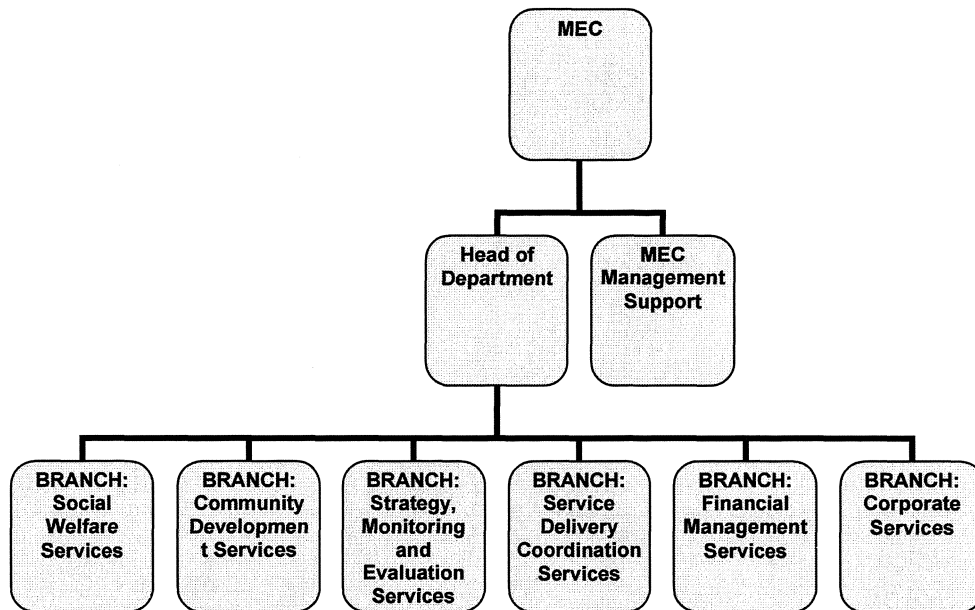 MEC
Head of
Department
MEC
Management
Support
BRANCH:
Social
Welfare
Services
BRANCH:
Community
Developmen
t Services
BRANCH:
Strategy,
Monitoring
and
Evaluation
Services
BRANCH:
Service
Delivery
Coordination
Services
BRANCH:
Financial
Management
Services
BRANCH:
Corporate
Services